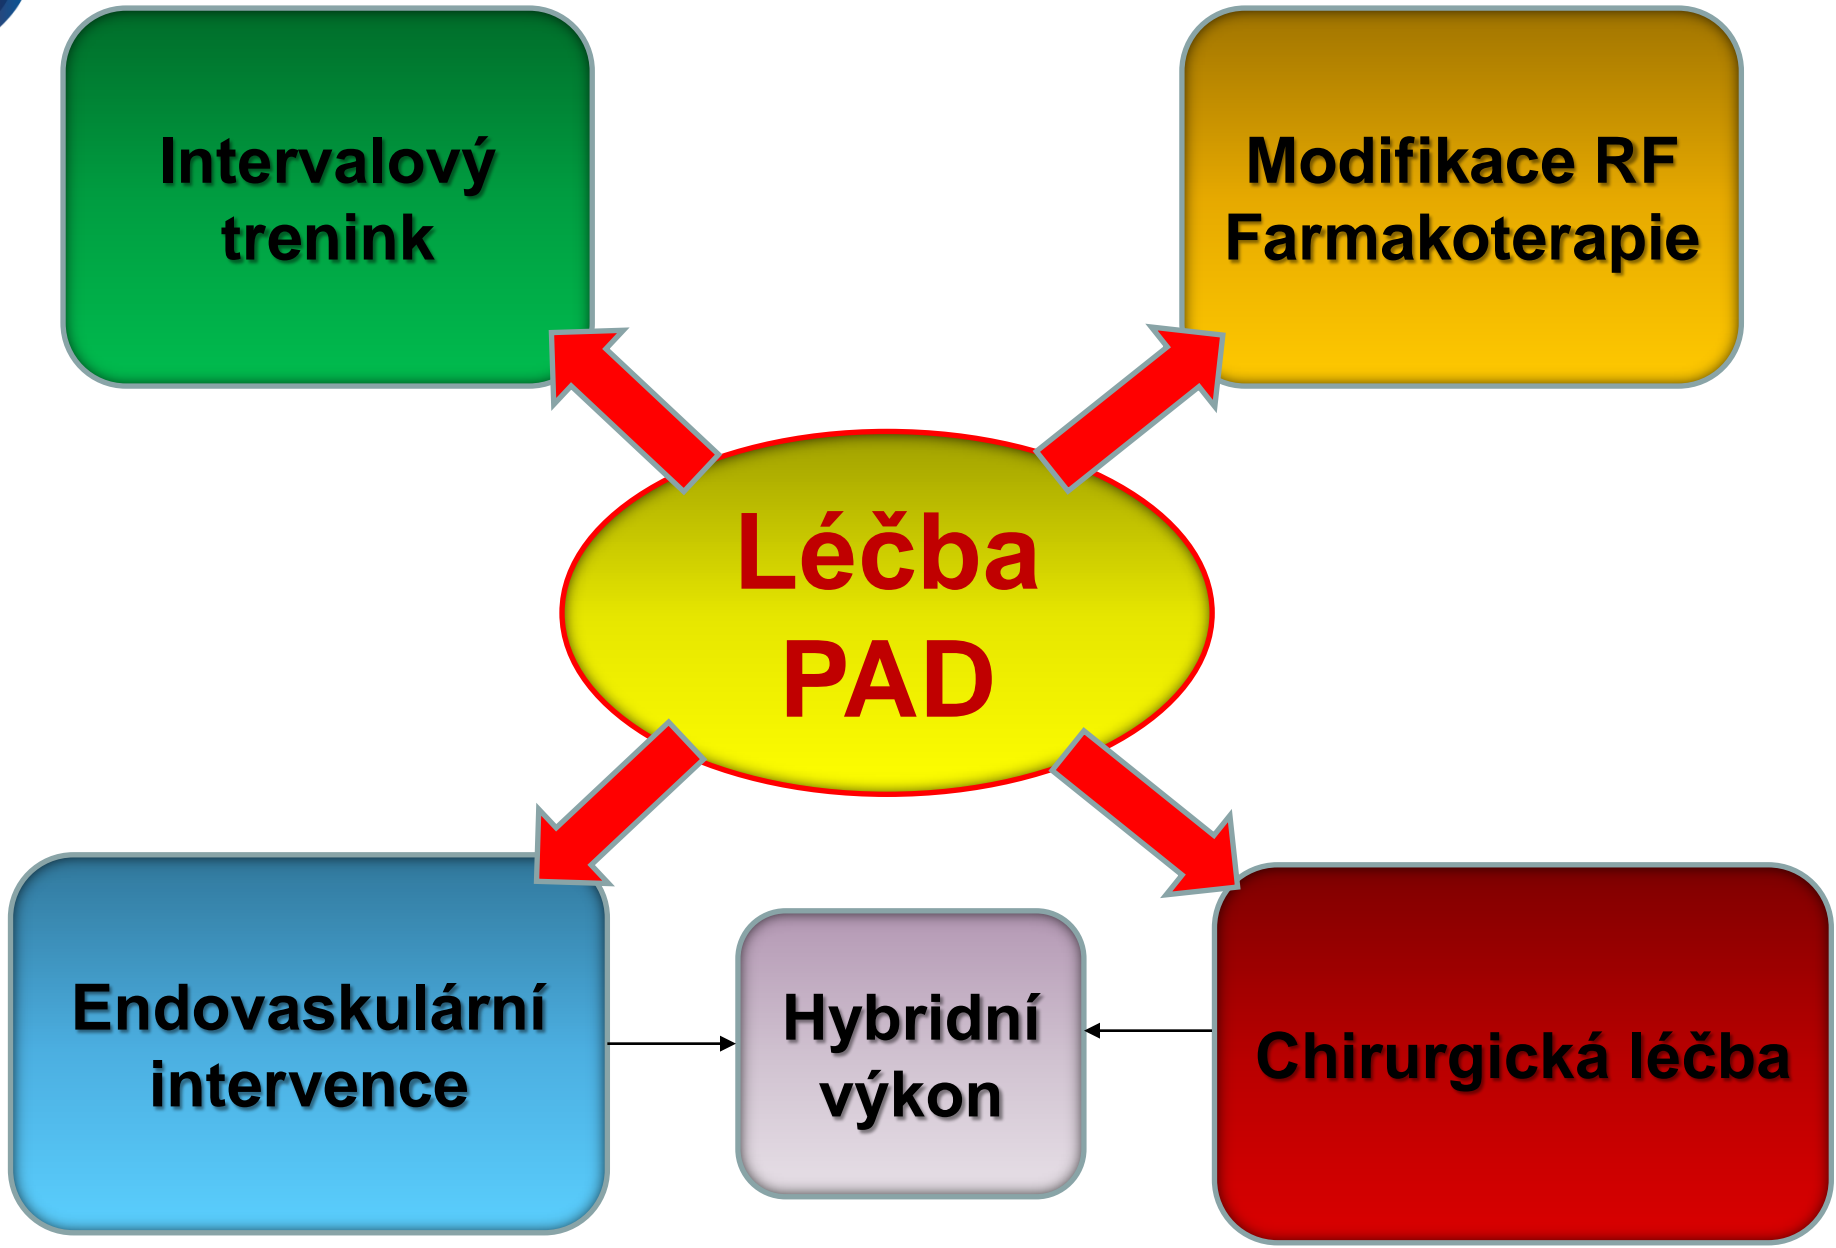 Intervalový
trenink
Modifikace RF
Farmakoterapie
Léčba
PAD
Endovaskulární
intervence
Hybridní
výkon
Chirurgická léčba